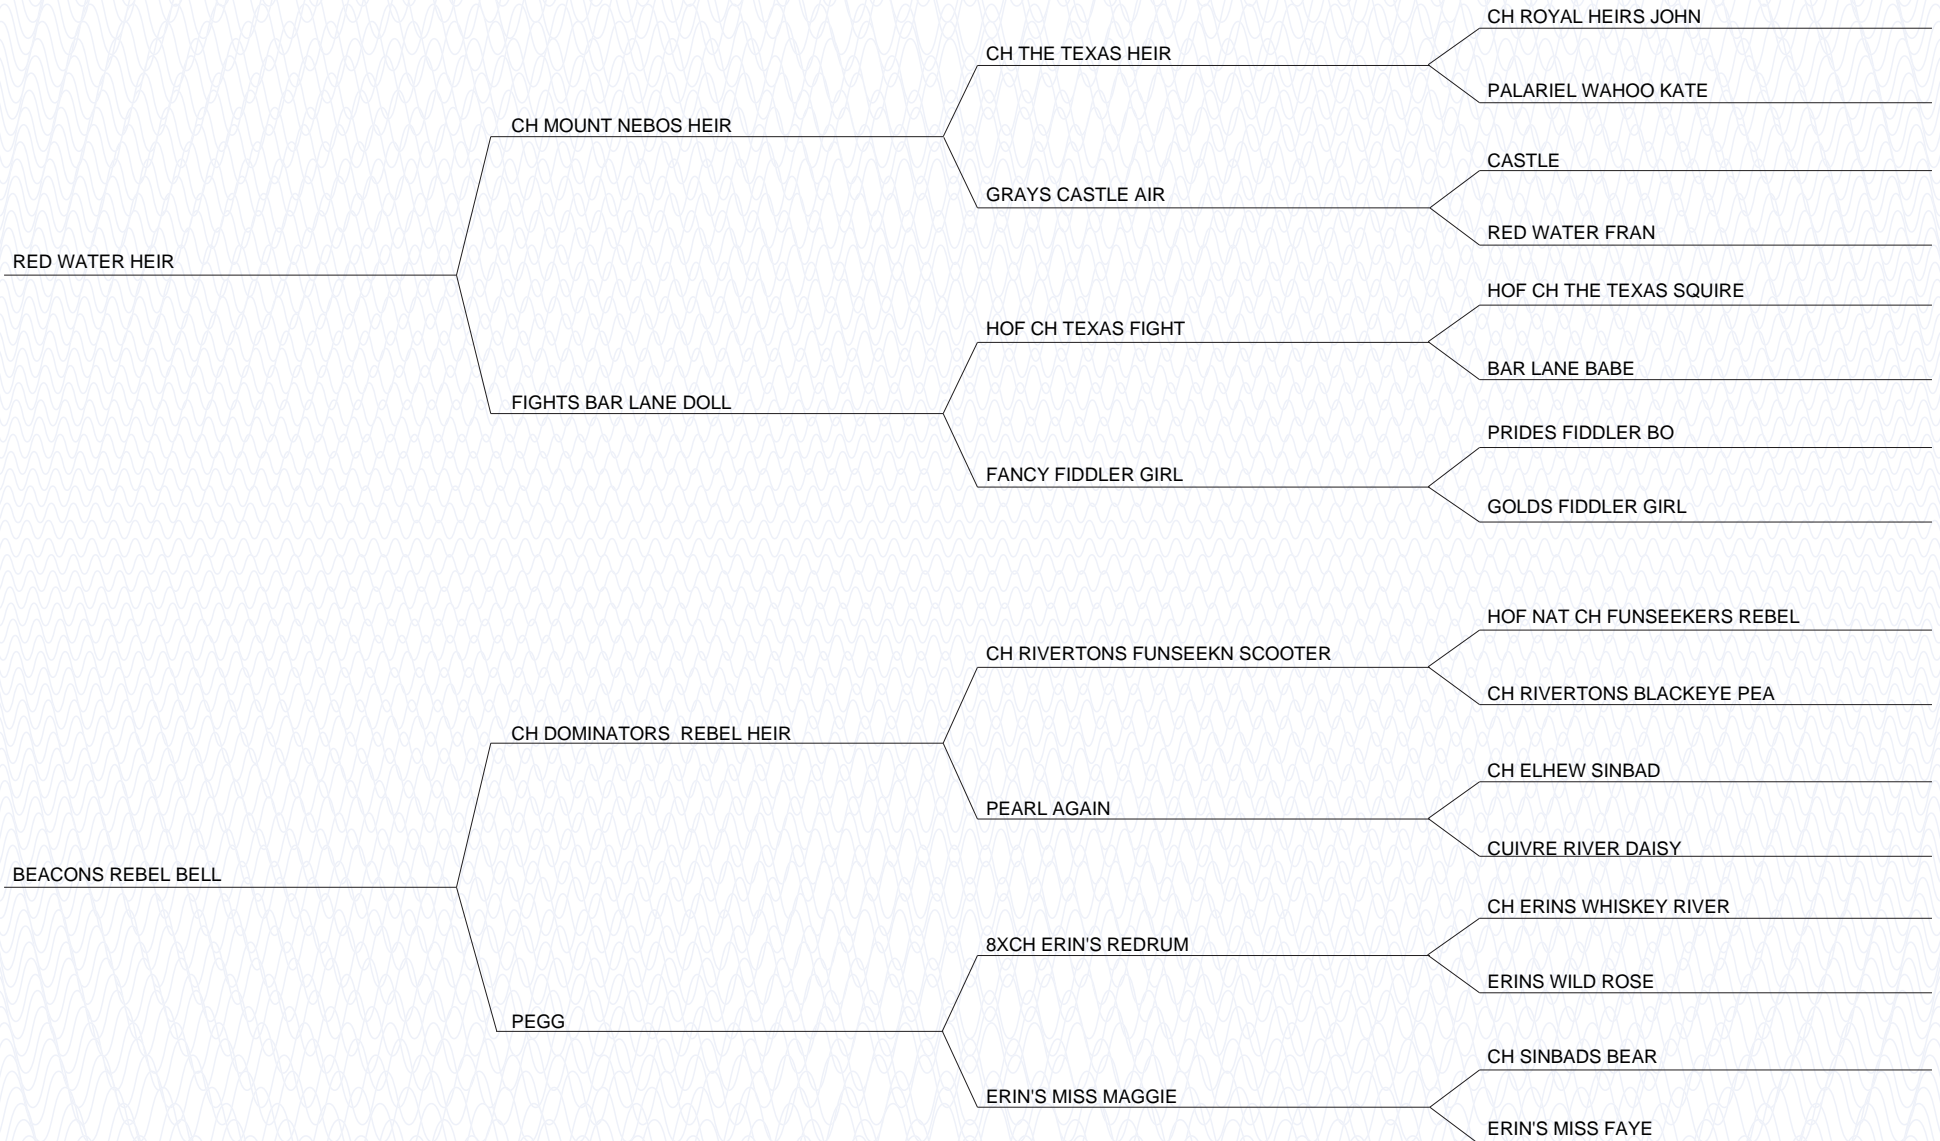 CH ROYAL HEIRS JOHN
CH THE TEXAS HEIR
PALARIEL WAHOO KATE
CH MOUNT NEBOS HEIR
CASTLE
GRAYS CASTLE AIR
RED WATER FRAN
RED WATER HEIR
HOF CH THE TEXAS SQUIRE
HOF CH TEXAS FIGHT
BAR LANE BABE
FIGHTS BAR LANE DOLL
PRIDES FIDDLER BO
FANCY FIDDLER GIRL
GOLDS FIDDLER GIRL
HOF NAT CH FUNSEEKERS REBEL
CH RIVERTONS FUNSEEKN SCOOTER
CH RIVERTONS BLACKEYE PEA
CH DOMINATORS  REBEL HEIR
CH ELHEW SINBAD
PEARL AGAIN
CUIVRE RIVER DAISY
BEACONS REBEL BELL
CH ERINS WHISKEY RIVER
8XCH ERIN'S REDRUM
ERINS WILD ROSE
PEGG
CH SINBADS BEAR
ERIN'S MISS MAGGIE
ERIN'S MISS FAYE